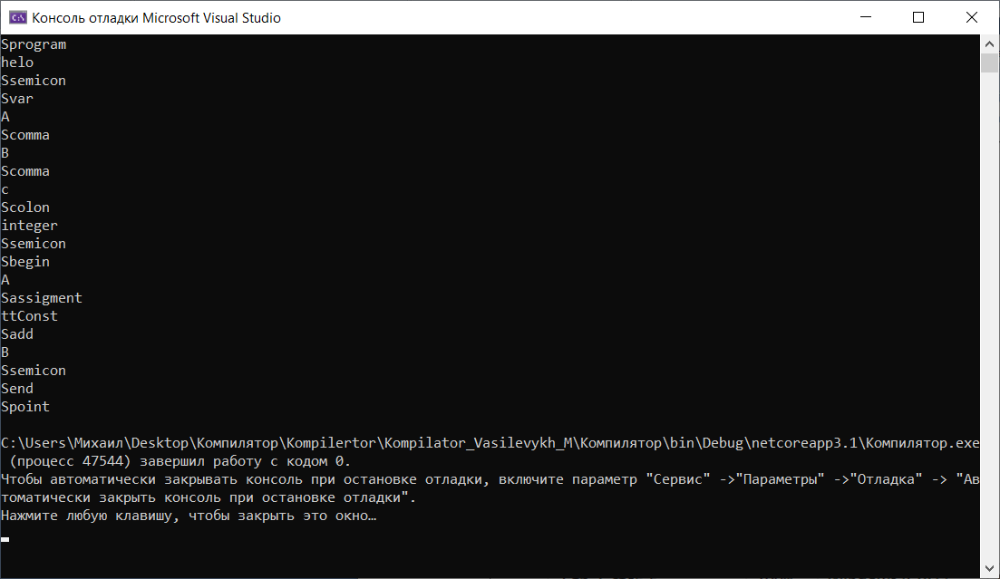 Консоль отладки Microsoft Visual Studio
Sprogram
helo
Ssemicon
Svar
A
Scomma
B
Scomma
c
Scolon
integer
Ssemicon
Sbegin
A
Sassigment
ttConst
Sadd
B
Ssemicon
Send
Spoint
C:\Users\Михаил\Desktop\Компилятор\Kompilertor\Kompilator_Vasilevykh_M\Компилятор\bin\Debug\netcoreapp3.1\Компилятор.exe
(процесс 47544) завершил работу с кодом 0.
Чтобы автоматически закрывать консоль при остановке отладки, включите параметр "Сервис" ->"Параметры" ->"Отладка" -> "Ав
томатически закрыть консоль при остановке отладки".
Нажмите любую клавишу, чтобы закрыть это окно…